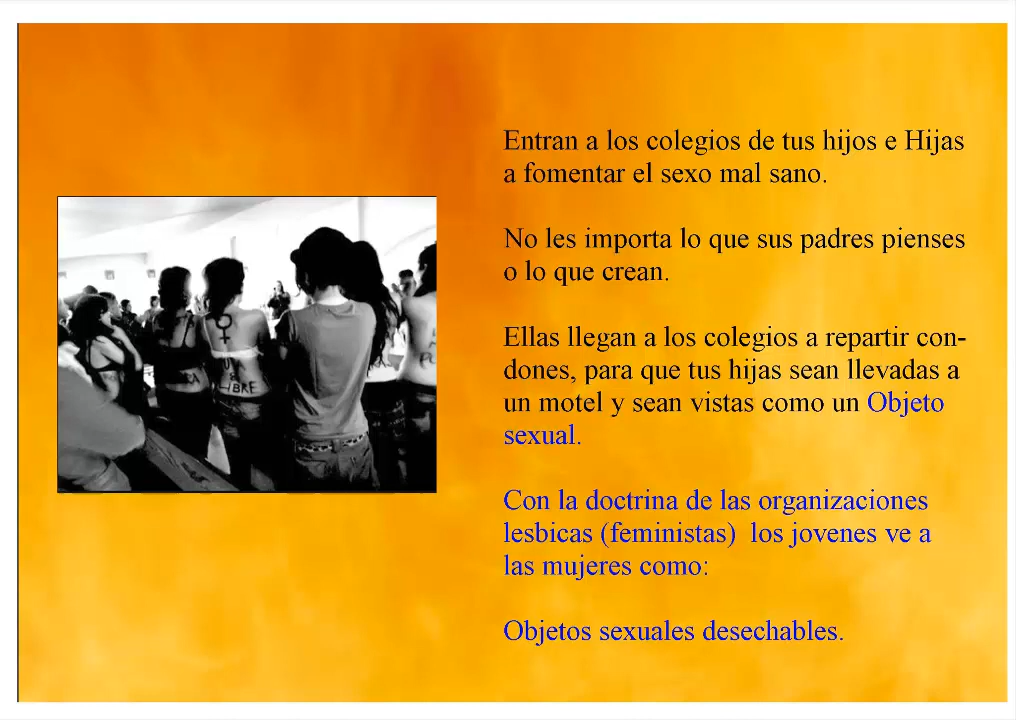 Entran a los colegios de tus hijos e Hijas
a fomentar el sexo mal sano.
No les importa lo que sus padres pienses
o lo que crean.
Ellas llegan a los colegios a repartir con-
dones, para que tus hijas sean llevadas a
un motel y sean vistas como un Objeto
sexual.
Con la doctrina de las organizaciones
lesbicas (feministas)  los jovenes ve a
las mujeres como:
Objetos sexuales desechables.
LIBRE